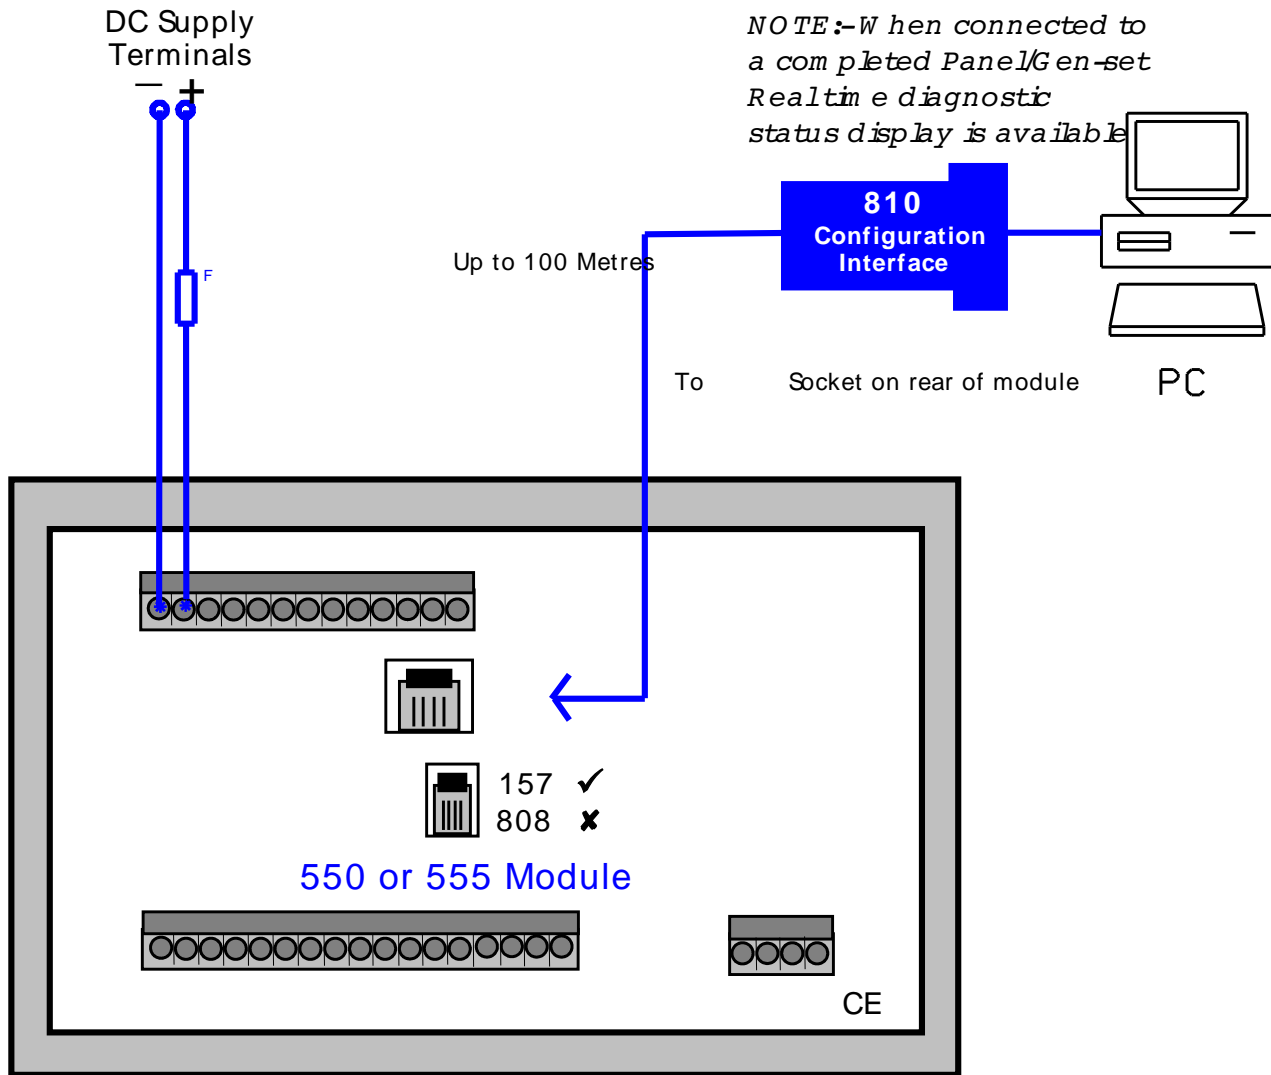 DC Supply
Terminals
— +
NOTE:-When connected to
a completed Panel/Gen-set
Realtime diagnostic
status display is available
810
Configuration
Interface
Up to 100 Metres
F
To Socket on rear of module
PC
157 ✓
808 ✘
550 or 555 Module
CE